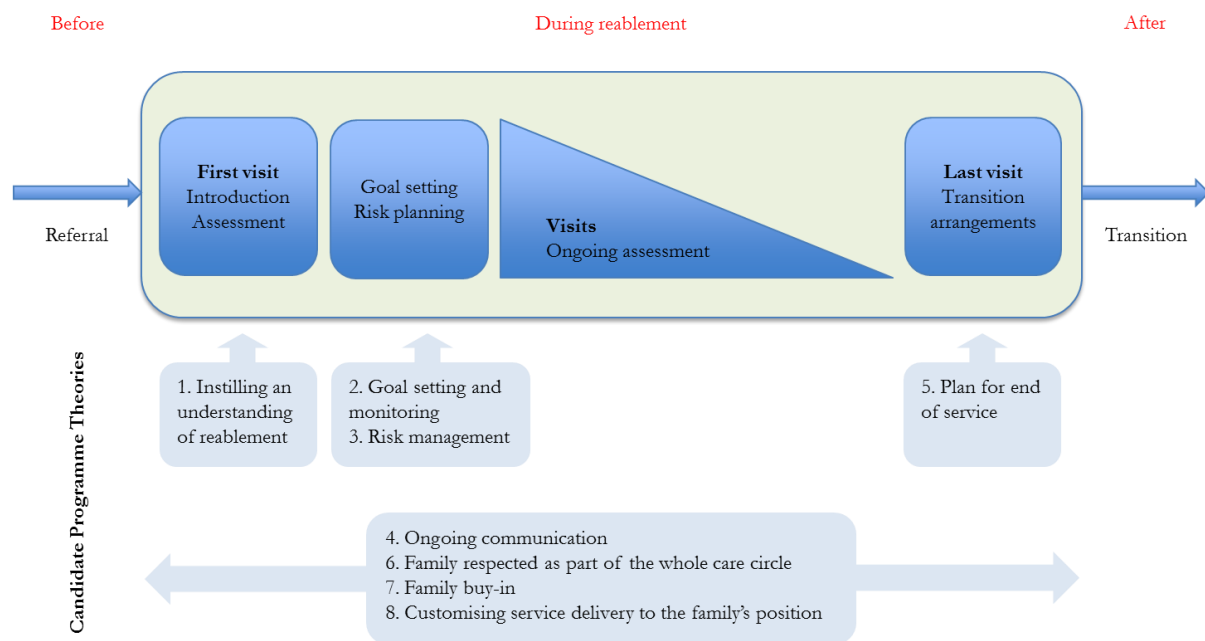 Before
During reablement
After
Referral
First visit
Introduction
Assessment
Goal setting
Risk planning
Visits
Ongoing assessment
Last visit
Transition
arrangements
Transition
Candidate Programme Theories
1. Instilling an
understanding
of reablement
2. Goal setting and
monitoring
3. Risk management
5. Plan for end
of service
4. Ongoing communication
6. Family respected as part of the whole care circle
7. Family buy-in
8. Customising service delivery to the family's position